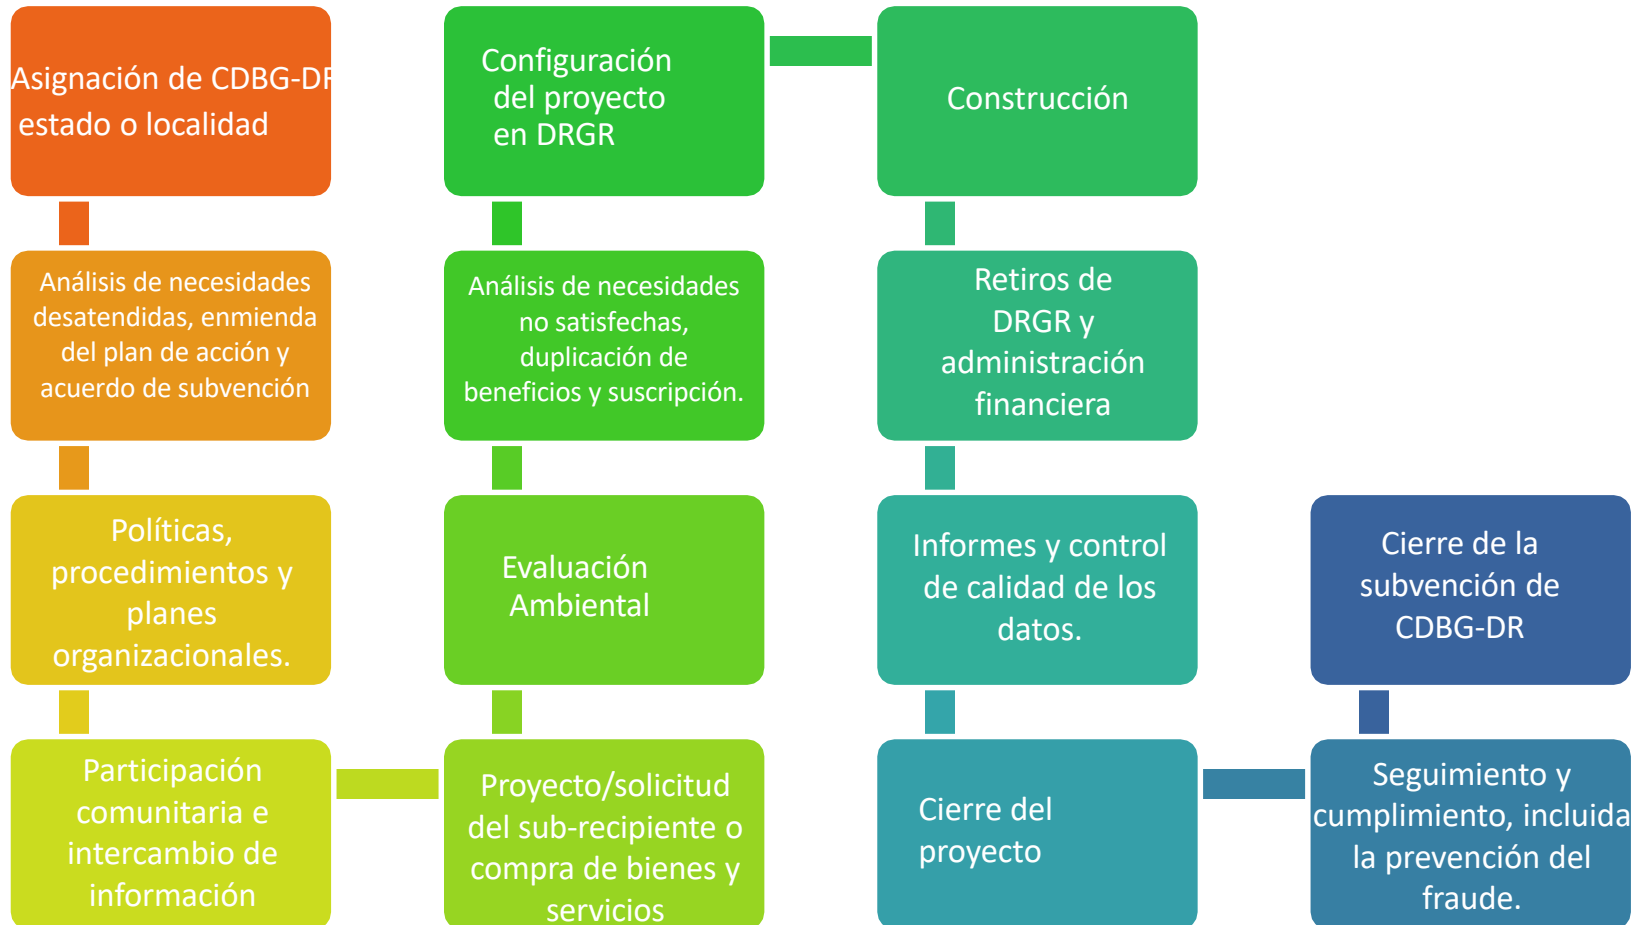 Asignación de CDBG-DR
estado o localidad
Análisis de necesidades
desatendidas, enmienda
del plan de acción y
acuerdo de subvención
Políticas,
procedimientos y
planes
organizacionales.
Participación
comunitaria e
intercambio de
información
Proyecto/solicitud
del sub-recipiente o
compra de bienes y
servicios
Evaluación
Ambiental
Análisis de necesidades
no satisfechas,
duplicación de
beneficios y suscripción.
Configuración
del proyecto
en DRGR
Construcción
Retiros de
DRGR y
administración
financiera
Informes y control
de calidad de los
datos.
Cierre del
proyecto
Seguimiento y
cumplimiento, incluida
la prevención del
fraude.
Cierre de la
subvención de
CDBG-DR